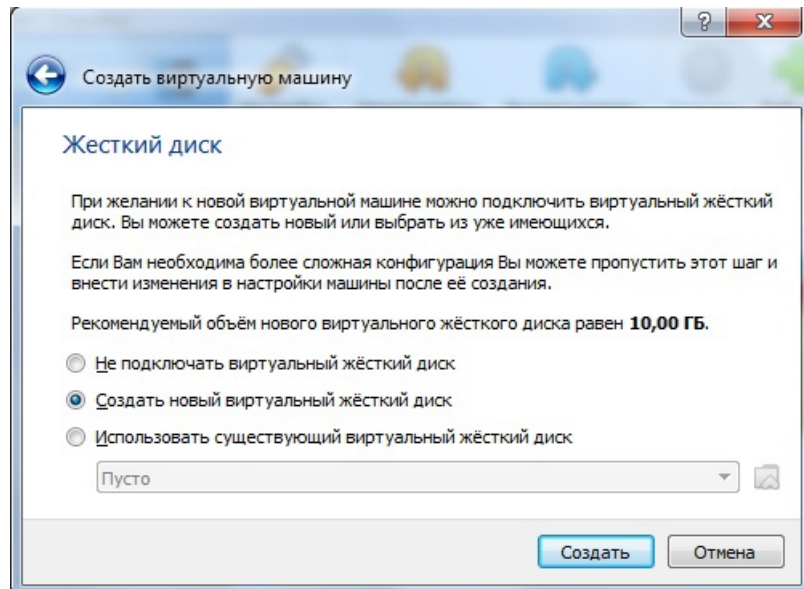 Создать виртуальную машину
Жесткий диск
При желании к новой виртуальной машине можно подключить виртуальный жёсткий
диск. Вы можете создать новый или выбрать из уже имеющихся.
Если Вам необходима более сложная конфигурация Вы можете пропустить этот шаг и
внести изменения в настройки машины после её создания.
Рекомендуемый объём нового виртуального жёсткого диска равен 10,00 ГБ.
Не подключать виртуальный жёсткий диск
Создать новый виртуальный жёсткий диск
Использовать существующий виртуальный жёсткий диск
Пусто
Создать Отмена